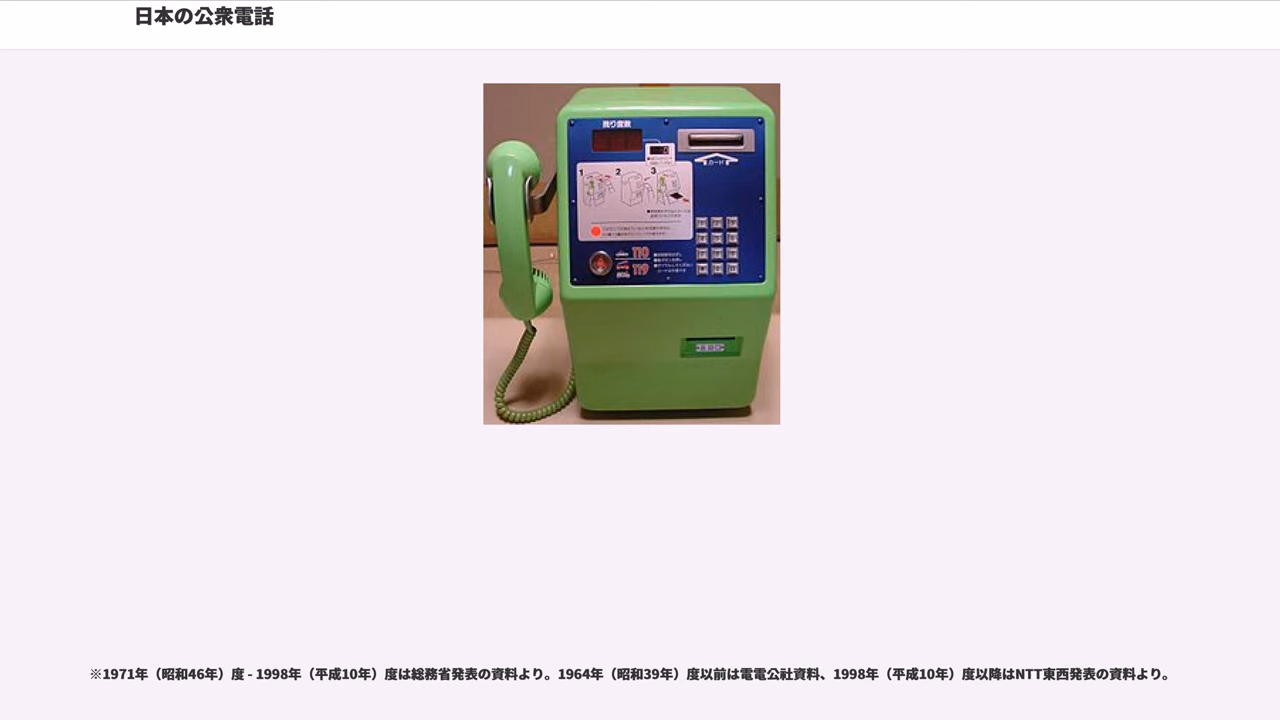 日本の公衆電話
残り度数
カード
1 2 3
110
119
※1971年（昭和46年）度 - 1998年（平成10年）度は総務省発表の資料より。1964年（昭和39年）度以前は電電公社資料、1998年（平成10年）度以降はNTT東西発表の資料より。